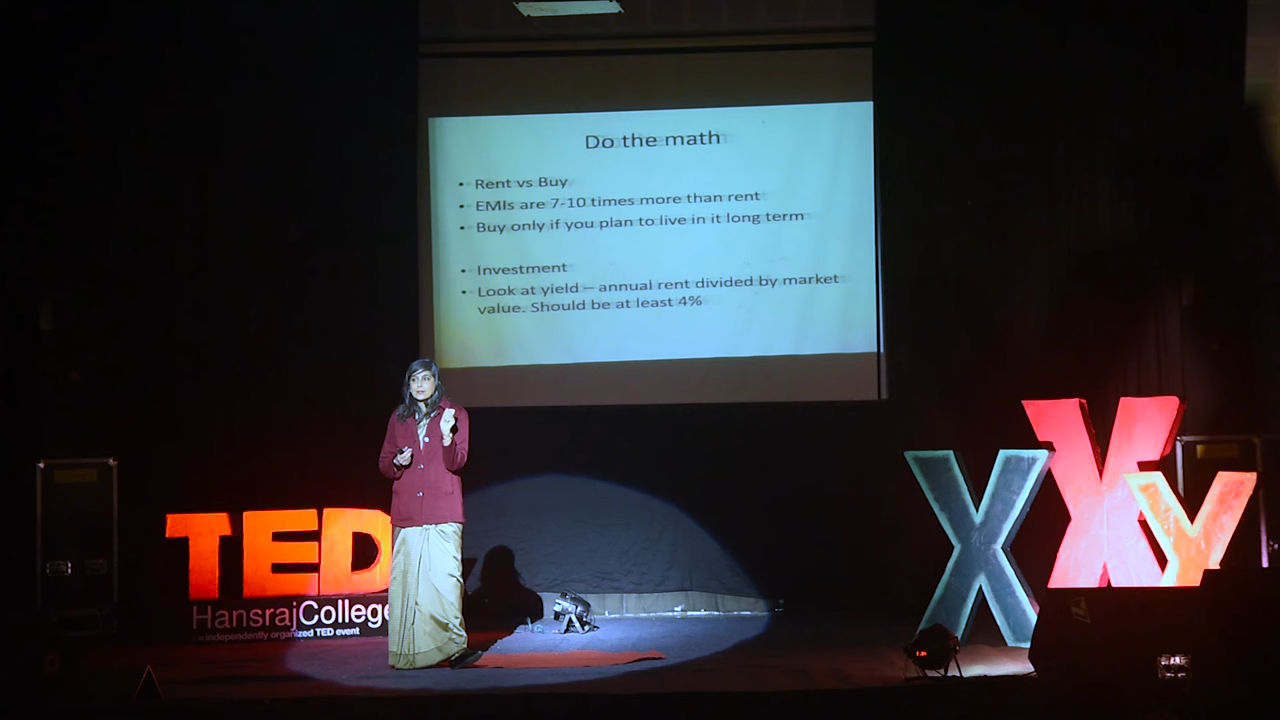 Do the math
• Rent vs Buy
• EMIs are 7-10 times more than rent
• Buy only if you plan to live in it long term
• Investment
• Look at yield – annual rent divided by market
value. Should be at least 4%
TED
HansrajCollege
independently organized TED event
X X Y